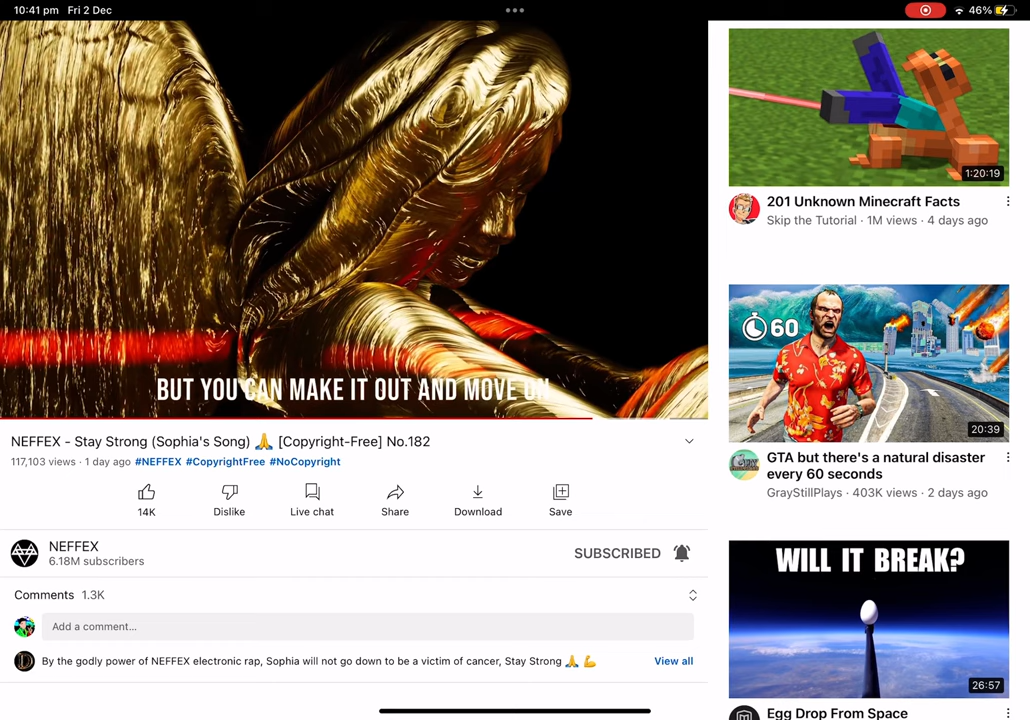 10:41 pm Fri 2 Dec
46%
BUT YOU CAN MAKE IT OUT AND MOVE ON
NEFFEX - Stay Strong (Sophia's Song) 🙏 [Copyright-Free] No.182
117,103 views · 1 day ago #NEFFEX #CopyrightFree #NoCopyright
14K
Dislike
Live chat
Share
Download
Save
NEFFEX
6.18M subscribers
SUBSCRIBED
Comments 1.3K
Add a comment...
By the godly power of NEFFEX electronic rap, Sophia will not go down to be a victim of cancer, Stay Strong 🙏 💪
View all
1:20:19
201 Unknown Minecraft Facts
Skip the Tutorial · 1M views · 4 days ago
60
20:39
GTA but there's a natural disaster
every 60 seconds
GrayStillPlays · 403K views · 2 days ago
WILL IT BREAK?
26:57
Egg Drop From Space